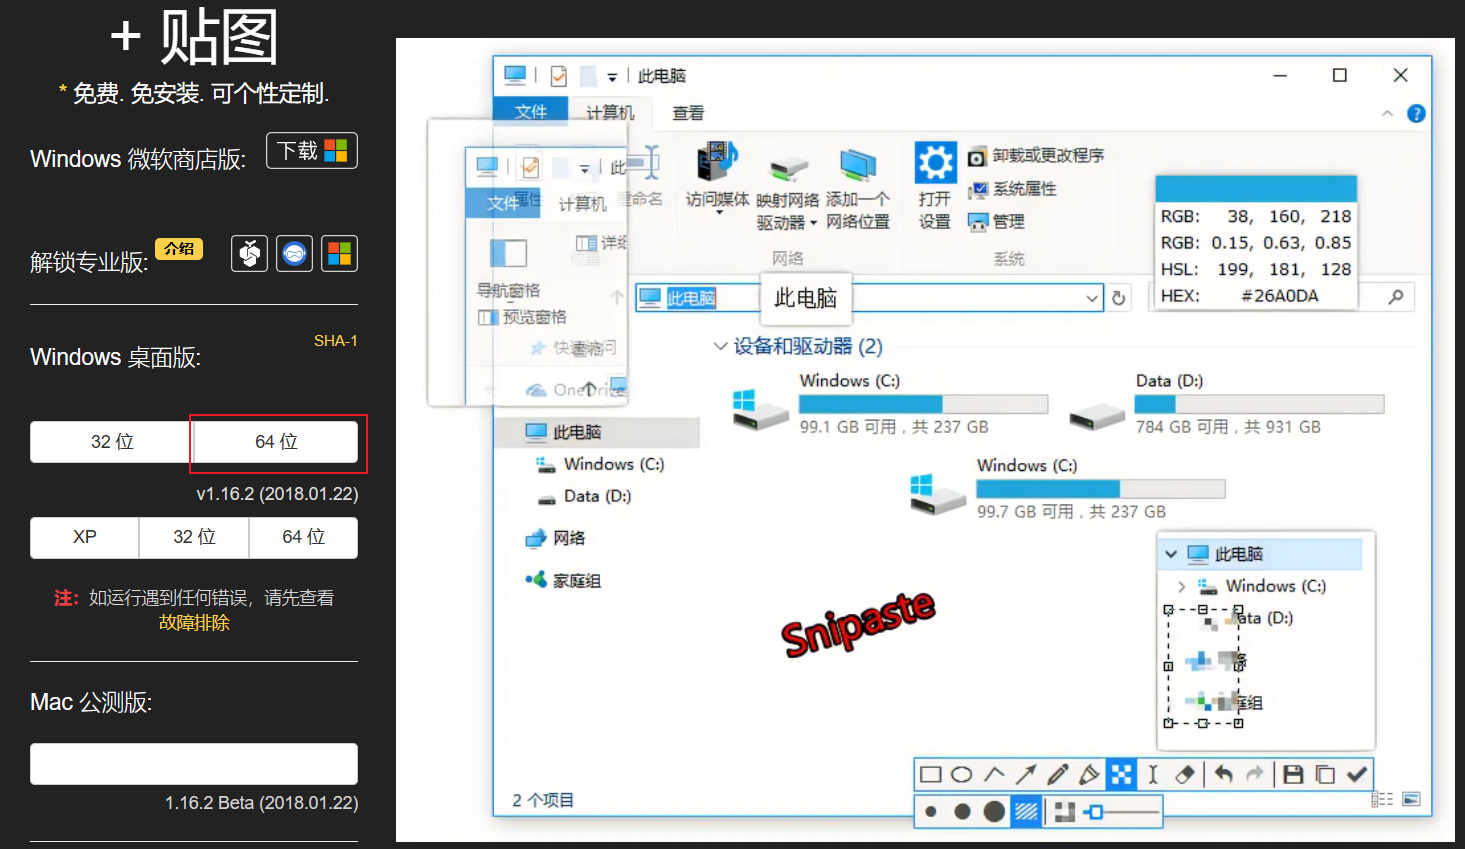 + 贴图
* 免费. 免安装. 可个性定制.
Windows 微软商店版:
下载
解锁专业版:
介绍
SHA-1
Windows 桌面版:
32 位
64 位
v1.16.2 (2018.01.22)
XP
32 位
64 位
注: 如运行遇到任何错误，请先查看
故障排除
Mac 公测版:
1.16.2 Beta (2018.01.22)
此电脑
文件
计算机
查看
此
文件
计算机
重命名
详细
导航窗格
预览窗格
快速访问
OneDrive
访问媒体
映射网络
驱动器
添加一个
网络位置
网络
打开
设置
卸载或更改程序
系统属性
管理
系统
RGB: 38, 160, 218
RGB: 0.15, 0.63, 0.85
HSL: 199, 181, 128
HEX: #26A0DA
此电脑
此电脑
设备和驱动器 (2)
Windows (C:)
99.1 GB 可用，共 237 GB
Data (D:)
784 GB 可用，共 931 GB
Windows (C:)
99.7 GB 可用，共 237 GB
此电脑
Windows (C:)
Data (D:)
网络
家庭组
Snipaste
此电脑
Windows (C:)
ata (D:)
庭组
2 个项目